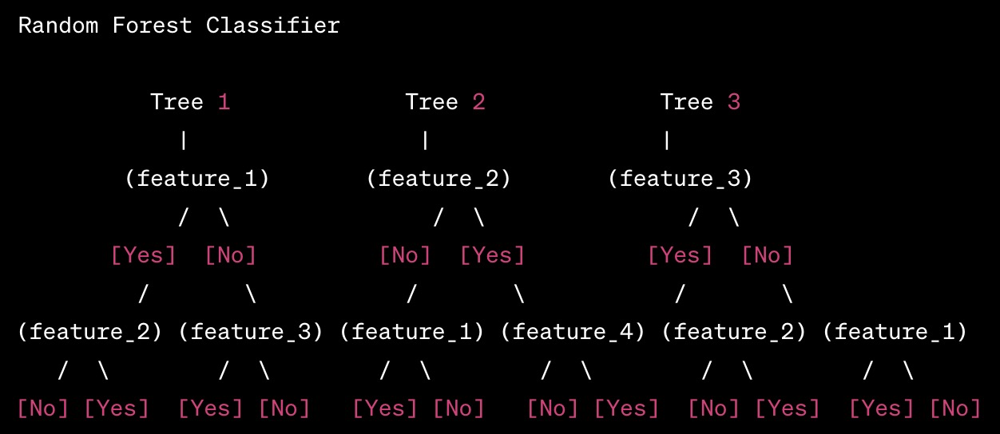 Random Forest Classifier
Tree 1 Tree 2 Tree 3
| | |
(feature_1) (feature_2) (feature_3)
/ \ / \ / \
[Yes] [No] [No] [Yes] [Yes] [No]
/ \ / \ / \
(feature_2) (feature_3) (feature_1) (feature_4) (feature_2) (feature_1)
/ \ / \ / \ / \ / \ / \
[No] [Yes] [Yes] [No] [Yes] [No] [No] [Yes] [No] [Yes] [Yes] [No]